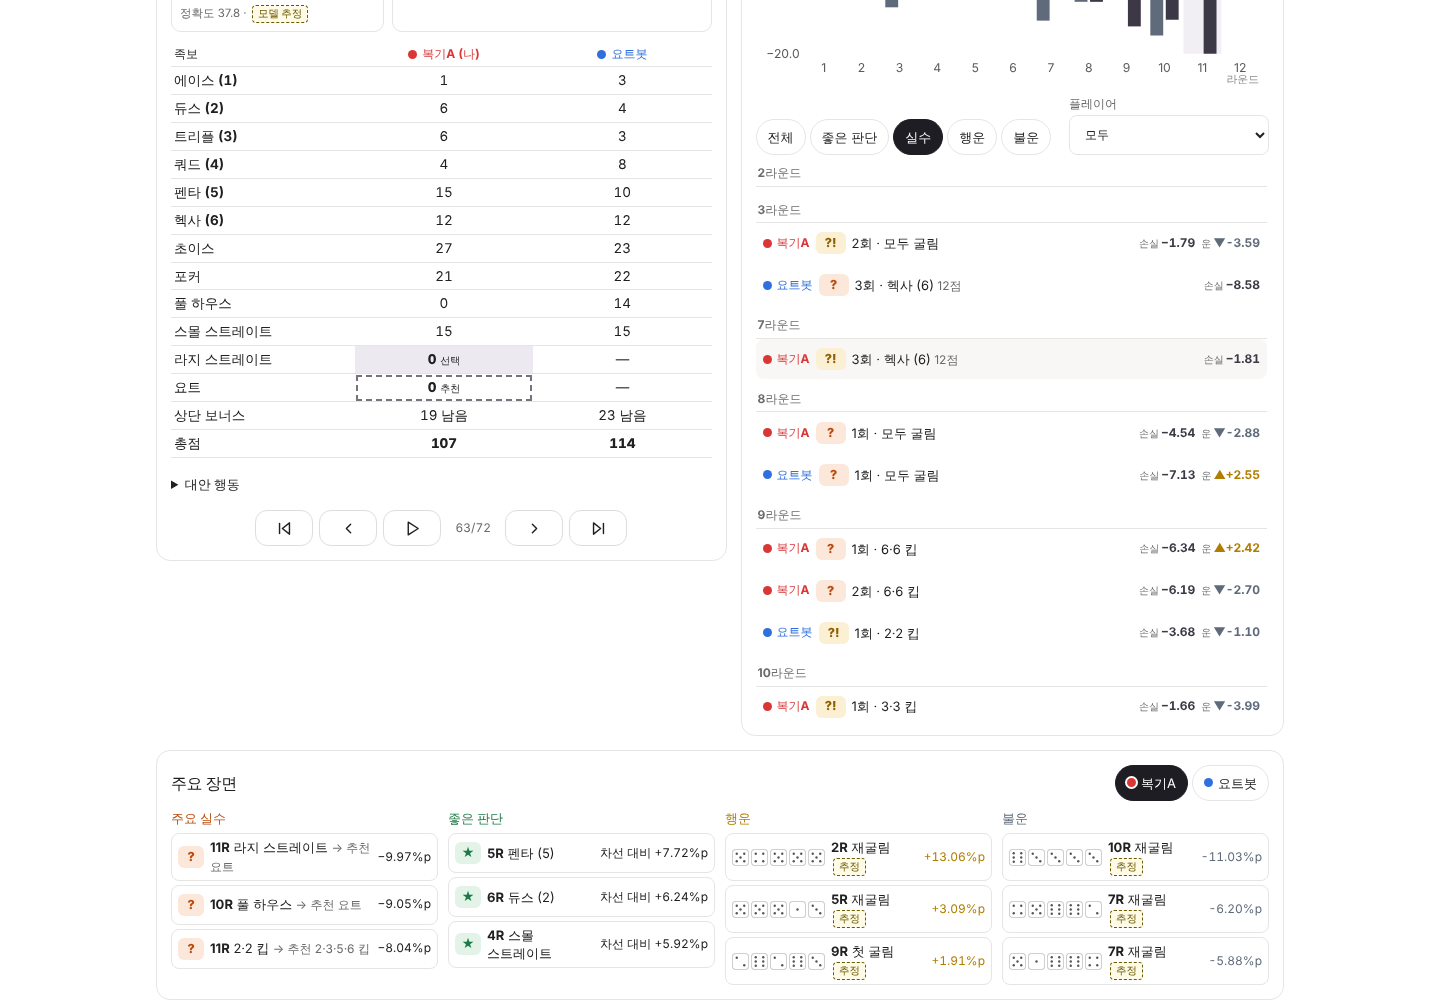 정확도 37.8 · 모델 추정
족보 복기A (나) 요트봇
에이스 (1) 1 3
듀스 (2) 6 4
트리플 (3) 6 3
쿼드 (4) 4 8
펜타 (5) 15 10
헥사 (6) 12 12
초이스 27 23
포커 21 22
풀 하우스 0 14
스몰 스트레이트 15 15
라지 스트레이트 0 선택 —
요트 0 추천 —
상단 보너스 19 남음 23 남음
총점 107 114
▶ 대안 행동
63/72
−20.0
1 2 3 4 5 6 7 8 9 10 11 12
라운드
플레이어
전체 좋은 판단 실수 행운 불운 모두
2라운드
3라운드
복기A ?! 2회 · 모두 굴림 손실 −1.79 운 ▼-3.59
요트봇 ? 3회 · 헥사 (6) 12점 손실 −8.58
7라운드
복기A ?! 3회 · 헥사 (6) 12점 손실 −1.81
8라운드
복기A ? 1회 · 모두 굴림 손실 −4.54 운 ▼-2.88
요트봇 ? 1회 · 모두 굴림 손실 −7.13 운 ▲+2.55
9라운드
복기A ? 1회 · 6·6 킵 손실 −6.34 운 ▲+2.42
복기A ? 2회 · 6·6 킵 손실 −6.19 운 ▼-2.70
요트봇 ?! 1회 · 2·2 킵 손실 −3.68 운 ▼-1.10
10라운드
복기A ?! 1회 · 3·3 킵 손실 −1.66 운 ▼-3.99
주요 장면 복기A 요트봇
주요 실수
? 11R 라지 스트레이트 → 추천 요트 −9.97%p
? 10R 풀 하우스 → 추천 요트 −9.05%p
? 11R 2·2 킵 → 추천 2·3·5·6 킵 −8.04%p
좋은 판단
★ 5R 펜타 (5) 차선 대비 +7.72%p
★ 6R 듀스 (2) 차선 대비 +6.24%p
★ 4R 스몰 스트레이트 차선 대비 +5.92%p
행운
2R 재굴림 추정 +13.06%p
5R 재굴림 추정 +3.09%p
9R 첫 굴림 추정 +1.91%p
불운
10R 재굴림 추정 -11.03%p
7R 재굴림 추정 -6.20%p
7R 재굴림 추정 -5.88%p